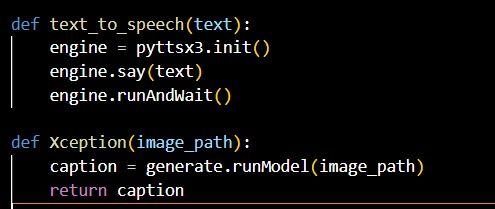 def text_to_speech(text):
    engine = pyttsx3.init()
    engine.say(text)
    engine.runAndWait()

def Xception(image_path):
    caption = generate.runModel(image_path)
    return caption